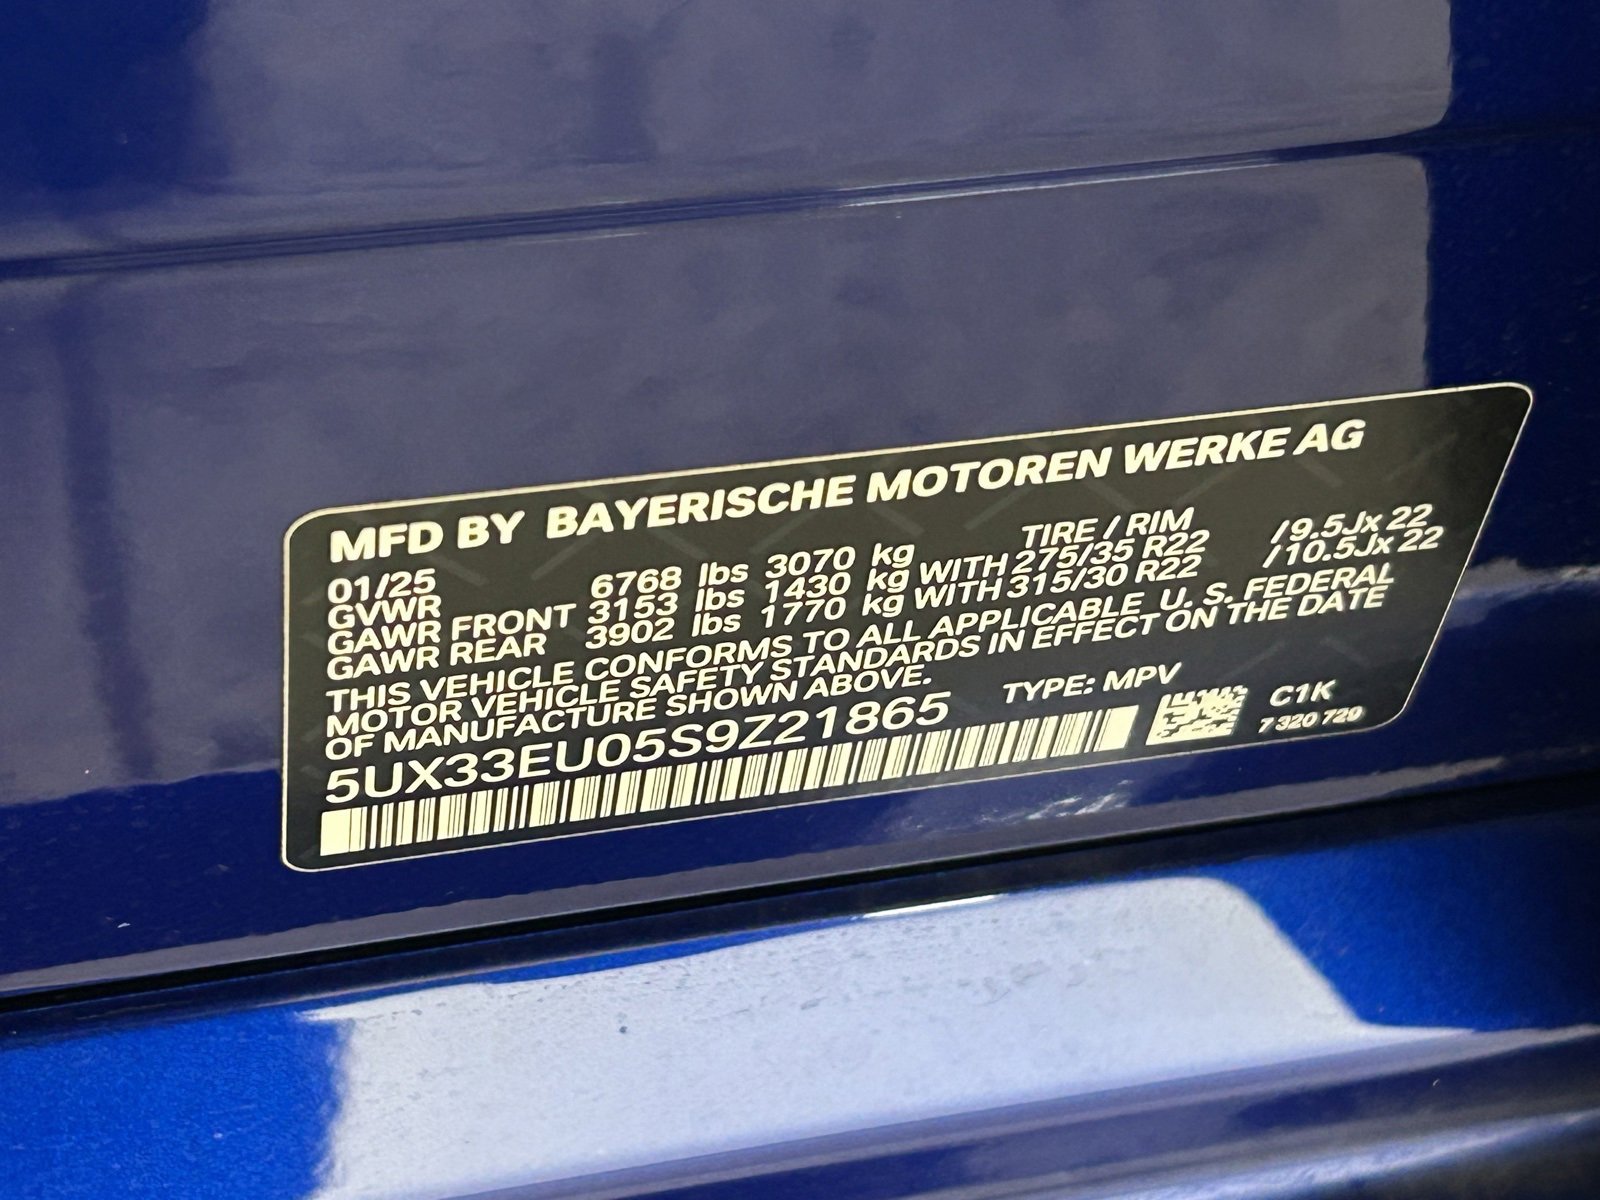 MFD BY BAYERISCHE MOTOREN WERKE AG
01/25 TIRE / RIM
GVWR 6768 lbs 3070 kg
GAWR FRONT 3153 lbs 1430 kg WITH 275/35 R22 /9.5Jx 22
GAWR REAR 3902 lbs 1770 kg WITH 315/30 R22 /10.5Jx 22
THIS VEHICLE CONFORMS TO ALL APPLICABLE U. S. FEDERAL
MOTOR VEHICLE SAFETY STANDARDS IN EFFECT ON THE DATE
OF MANUFACTURE SHOWN ABOVE.
5UX33EU05S9Z21865 TYPE: MPV
C1K
7 320 720